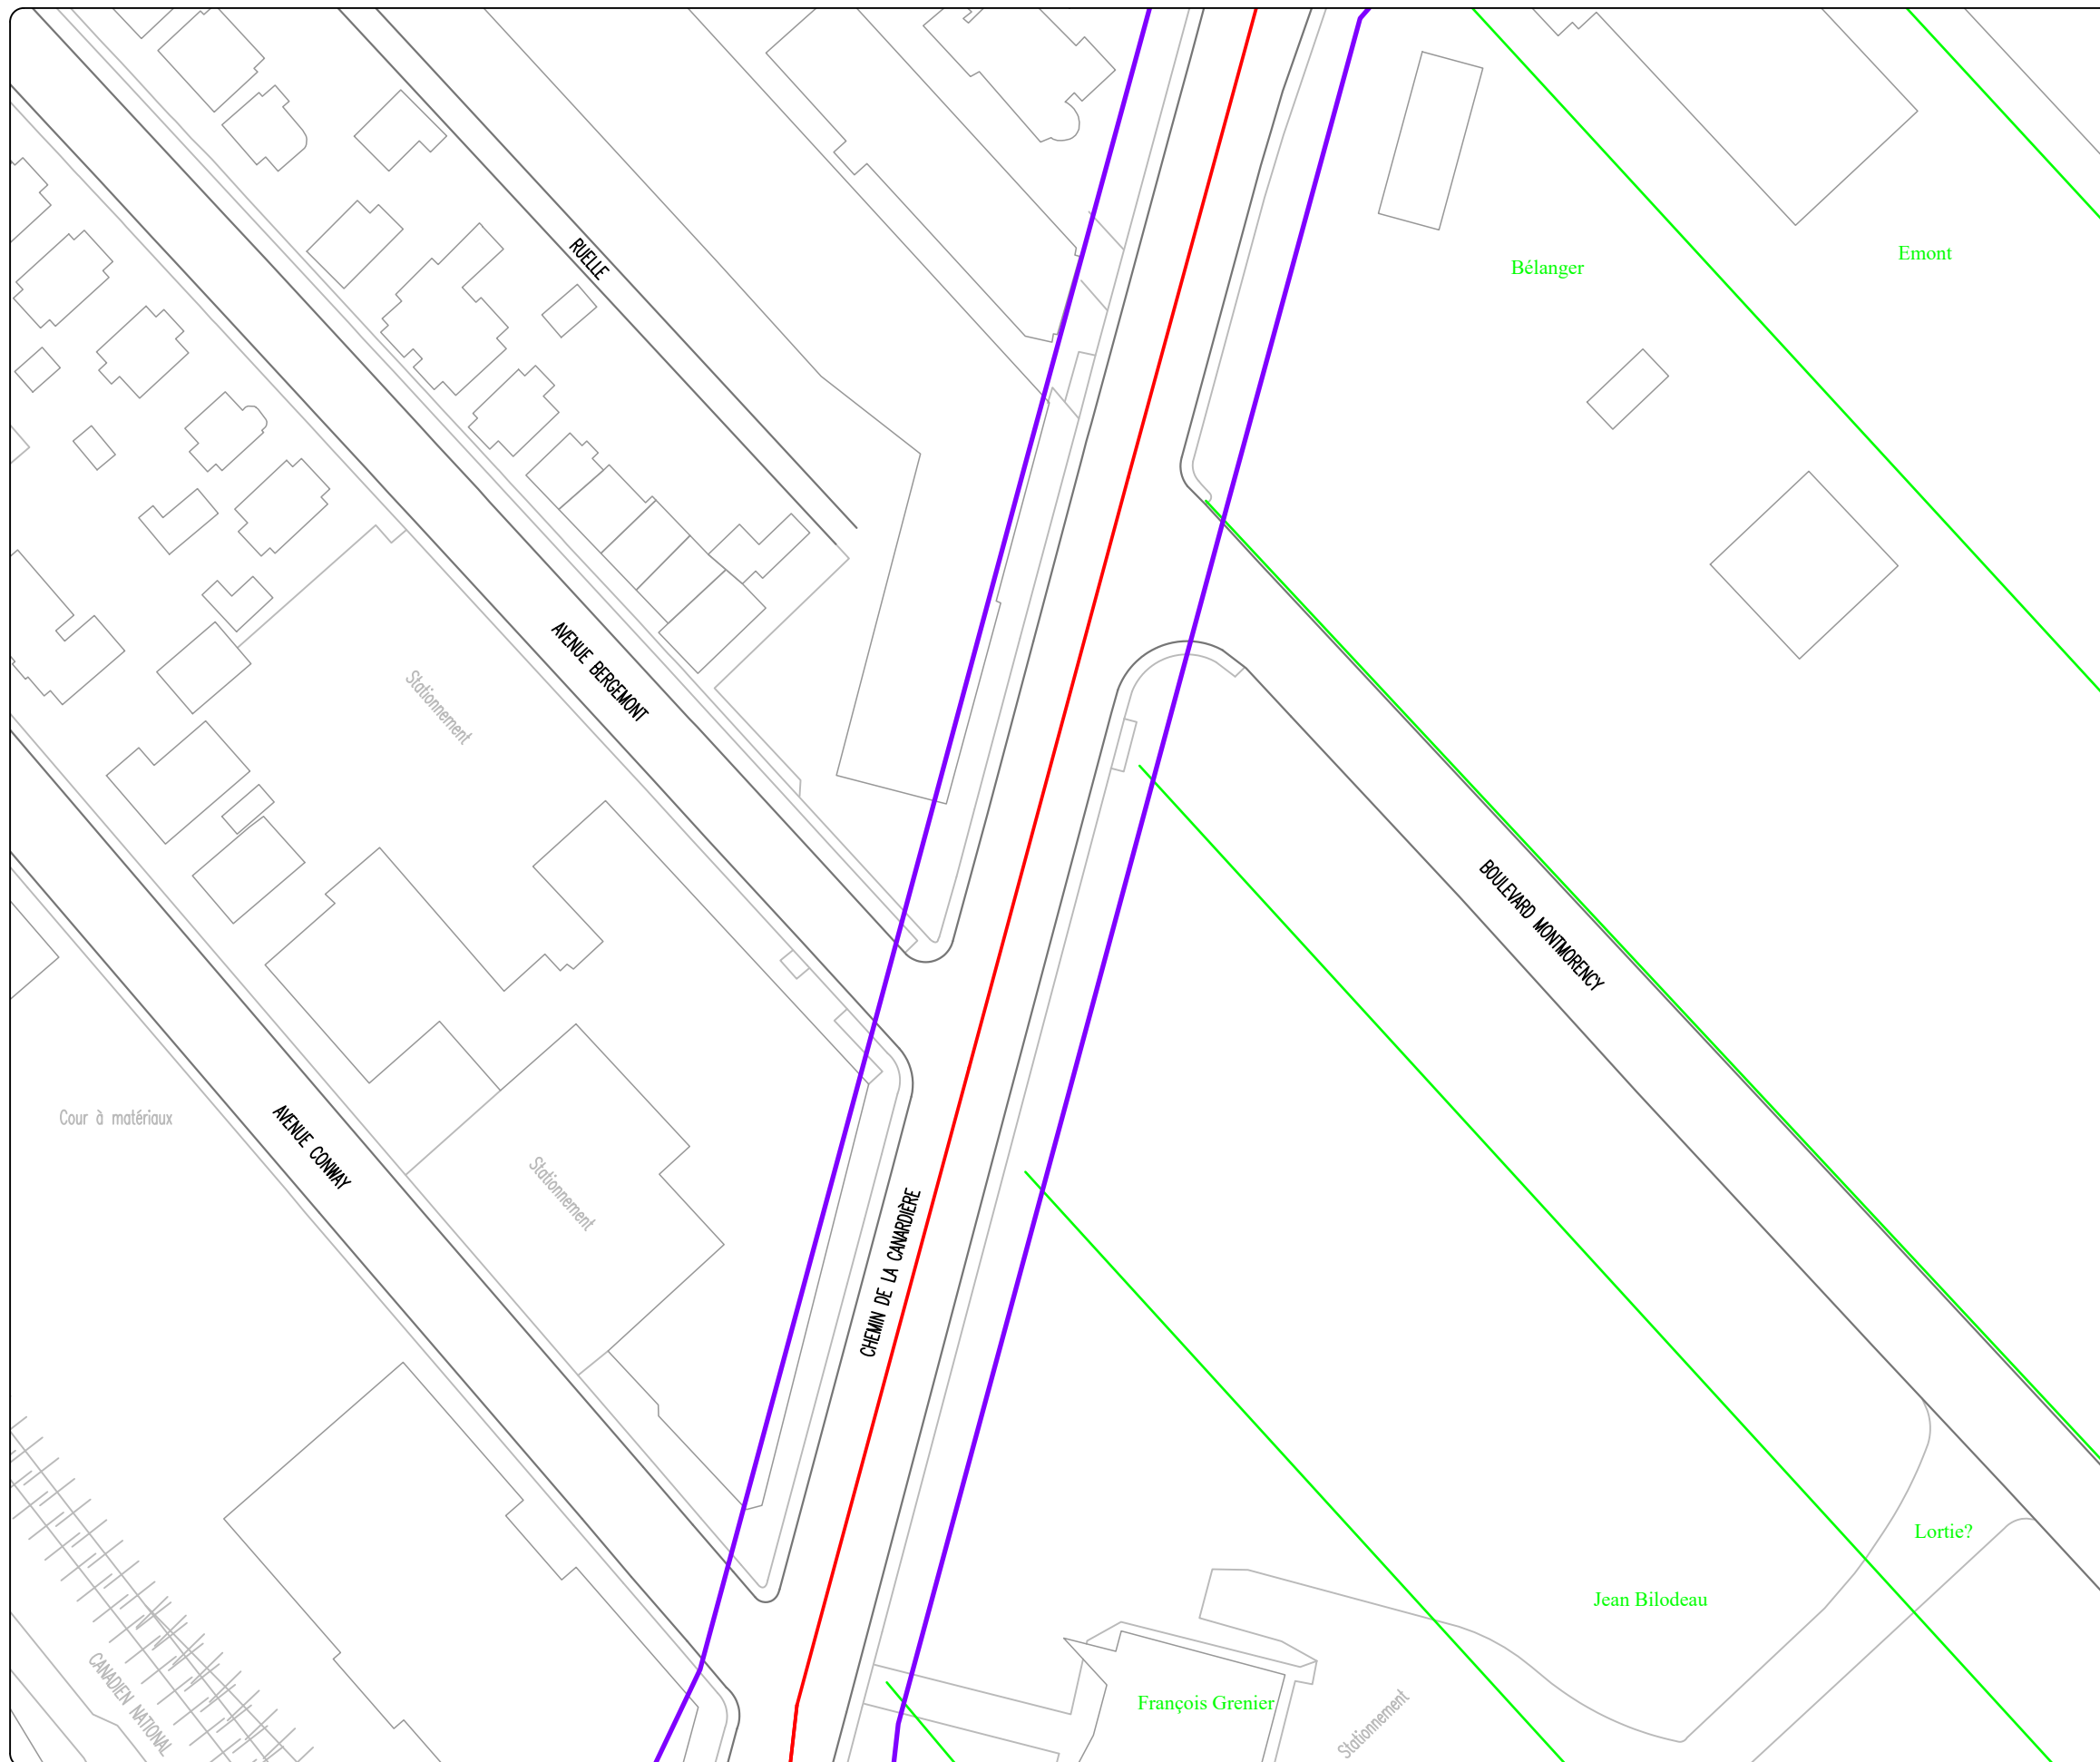 RUELLE
Bélanger
Emont
AVENUE BERGEMONT
Stationnement
BOULEVARD MONTMORENCY
Cour à matériaux
AVENUE CONWAY
Stationnement
CHEMIN DE LA CANARDIÈRE
Lortie?
Jean Bilodeau
CANADIEN NATIONAL
François Grenier
Stationnement